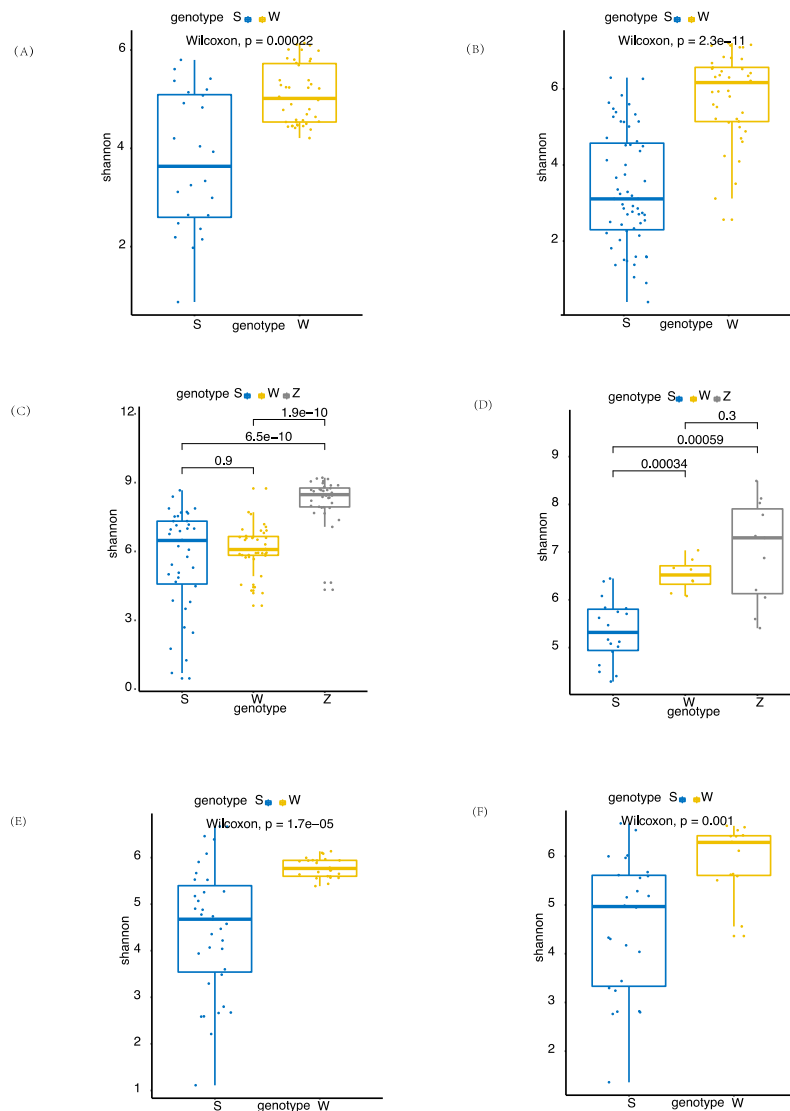 (A)
genotype S W
Wilcoxon, p = 0.00022
6
4
2
shannon
S genotype W
(B)
genotype S W
Wilcoxon, p = 2.3e−11
6
4
2
shannon
S genotype W
(C)
genotype S W Z
12
9
6
3
0
shannon
1.9e−10
6.5e−10
0.9
S W Z
genotype
(D)
genotype S W Z
9
8
7
6
5
shannon
0.3
0.00059
0.00034
S W Z
genotype
(E)
genotype S W
Wilcoxon, p = 1.7e−05
6
5
4
3
2
1
shannon
S genotype W
(F)
genotype S W
Wilcoxon, p = 0.001
6
5
4
3
2
shannon
S genotype W